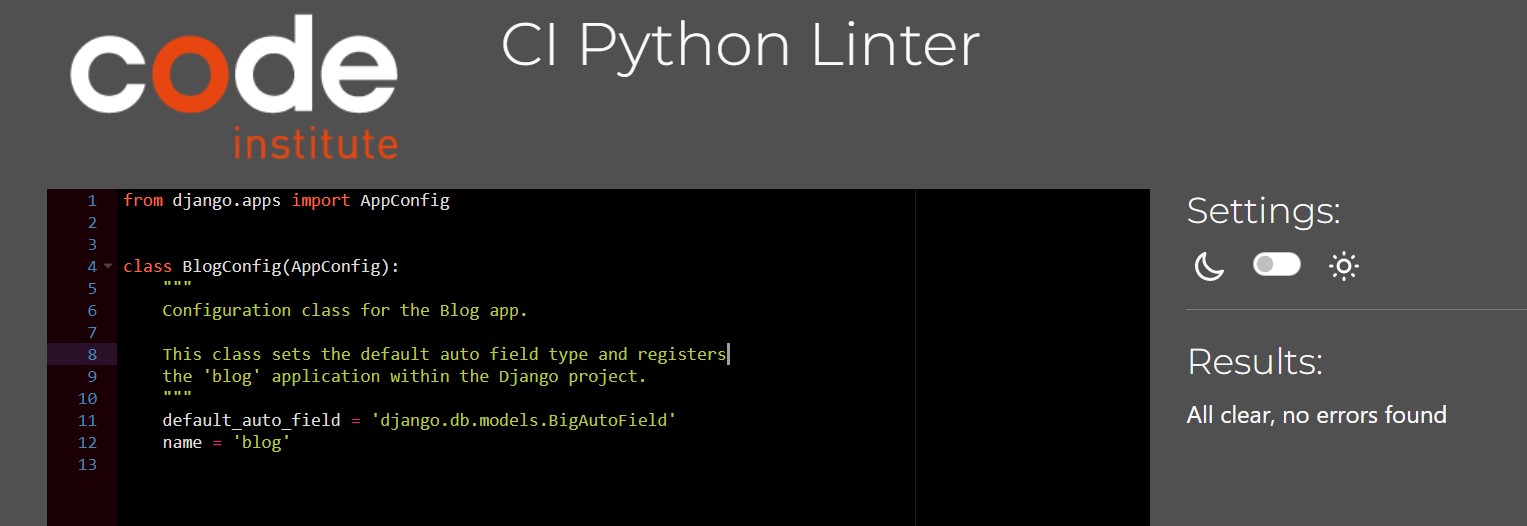 code
institute
CI Python Linter
1 from django.apps import AppConfig
2
3
4 class BlogConfig(AppConfig):
5     """
6     Configuration class for the Blog app.
7
8     This class sets the default auto field type and registers
9     the 'blog' application within the Django project.
10     """
11     default_auto_field = 'django.db.models.BigAutoField'
12     name = 'blog'
13
Settings:
Results:
All clear, no errors found